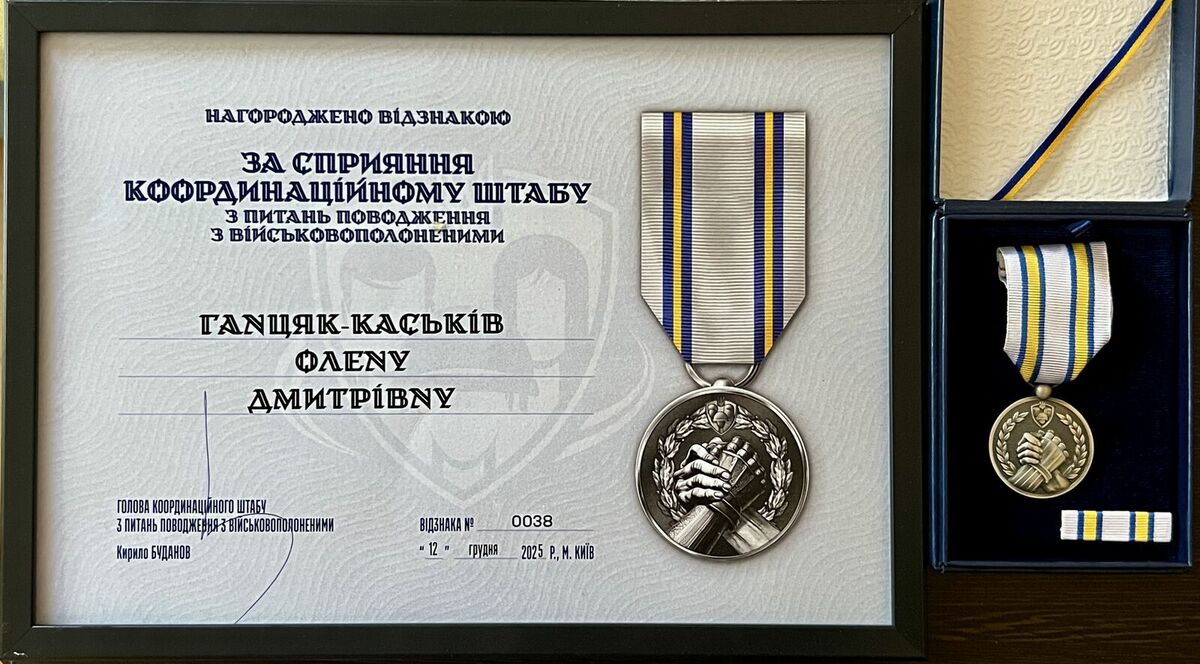 НАГОРОДЖЕНО ВІДЗНАКОЮ
ЗА СПРИЯННЯ
КООРДИНАЦІЙНОМУ ШТАБУ
З ПИТАНЬ ПОВОДЖЕННЯ
З ВІЙСЬКОВОПОЛОНЕНИМИ
ГАНЦЯК-КАСЬКІВ
ОЛЕНУ
ДМИТРІВНУ
ГОЛОВА КООРДИНАЦІЙНОГО ШТАБУ
З ПИТАНЬ ПОВОДЖЕННЯ З ВІЙСЬКОВОПОЛОНЕНИМИ
Кирило БУДАНОВ
ВІДЗНАКА № 0038
"12" грудня 2025 Р., М. КИЇВ